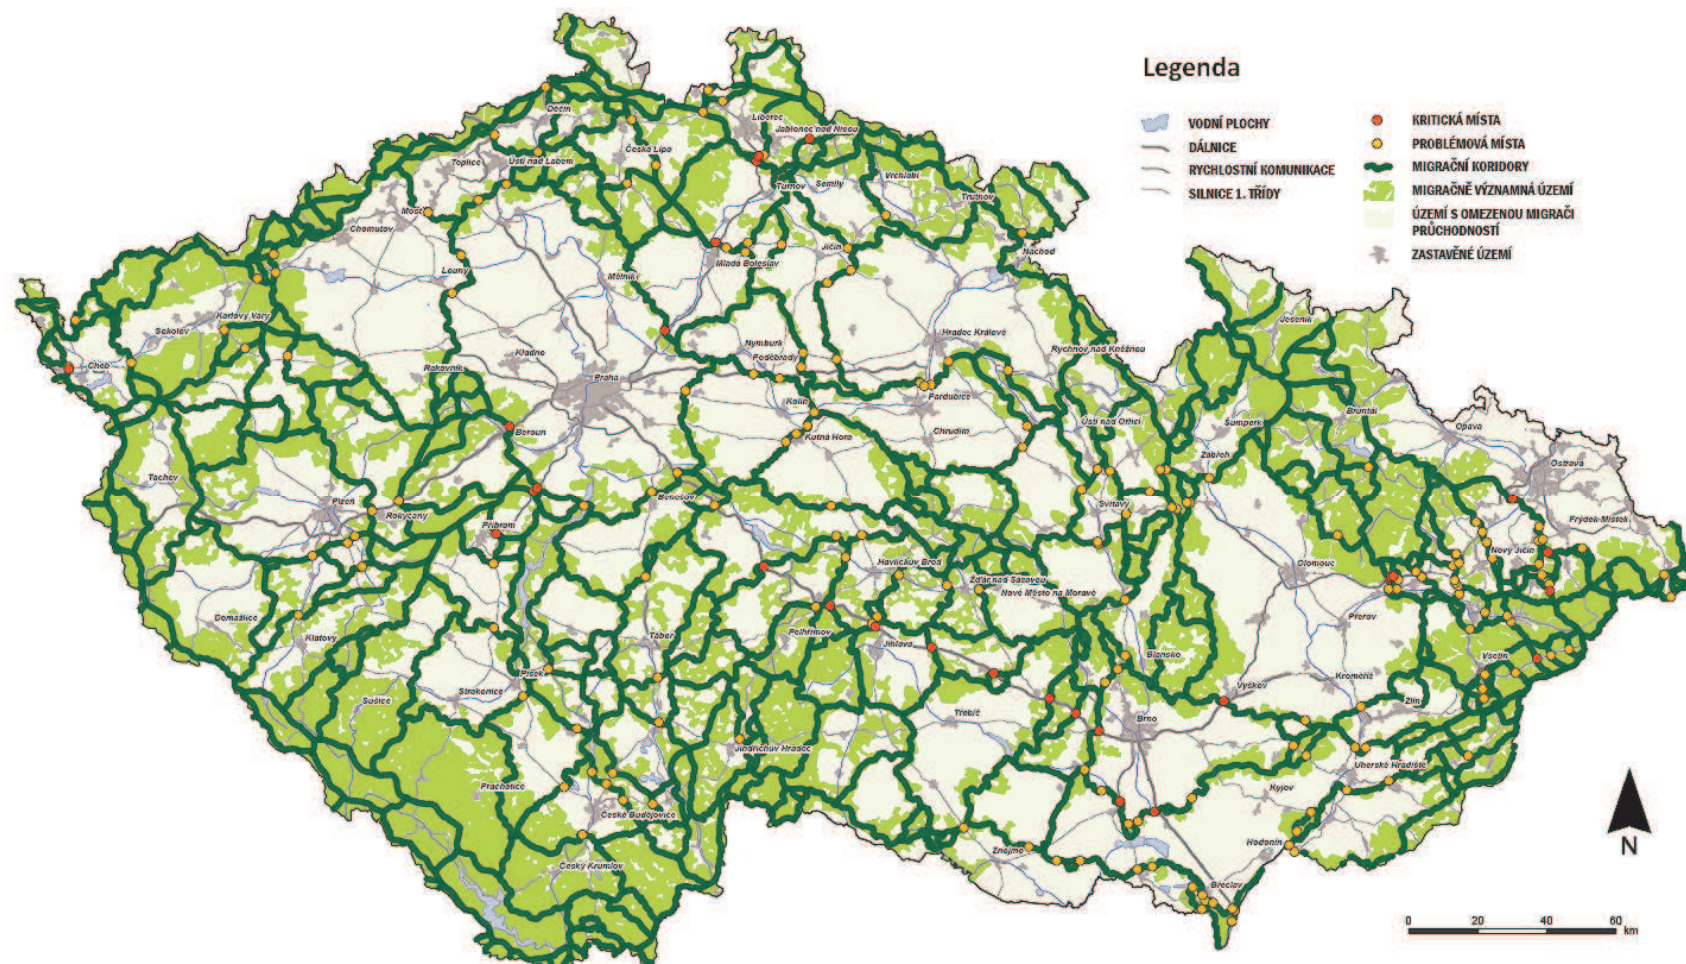 Legenda
VODNÍ PLOCHY
DÁLNICE
RYCHLOSTNÍ KOMUNIKACE
SILNICE 1. TŘÍDY
KRITICKÁ MÍSTA
PROBLÉMOVÁ MÍSTA
MIGRAČNÍ KORIDORY
MIGRAČNĚ VÝZNAMNÁ ÚZEMÍ
ÚZEMÍ S OMEZENOU MIGRAČI
PRŮCHODNOSTÍ
ZASTAVĚNÉ ÚZEMÍ
Děčín
Liberec
Jablonec nad Nisou
Teplice
Ústí nad Labem
Česká Lípa
Turnov
Semily
Vrchlabí
Trutnov
Most
Chomutov
Jičín
Náchod
Mladá Boleslav
Louny
Mělník
Jeseník
Karlovy Vary
Sokolov
Cheb
Kladno
Rakovník
Praha
Nymburk
Poděbrady
Hradec Králové
Rychnov nad Kněžnou
Kolín
Pardubice
Beroun
Kutná Hora
Chrudim
Ústí nad Orlicí
Šumperk
Bruntál
Opava
Zábřeh
Ostrava
Tachov
Plzeň
Rokycany
Benešov
Svitavy
Příbram
Frýdek-Místek
Nový Jičín
Havlíčkův Brod
Olomouc
Žďár nad Sázavou
Nové Město na Moravě
Domažlice
Klatovy
Tábor
Pelhřimov
Jihlava
Přerov
Blansko
Vsetín
Písek
Strakonice
Sušice
Vyškov
Kroměříž
Zlín
Třebíč
Brno
Jindřichův Hradec
Uherské Hradiště
Prachatice
Kyjov
České Budějovice
Hodonín
Znojmo
Český Krumlov
Břeclav
N
0 20 40 60
km